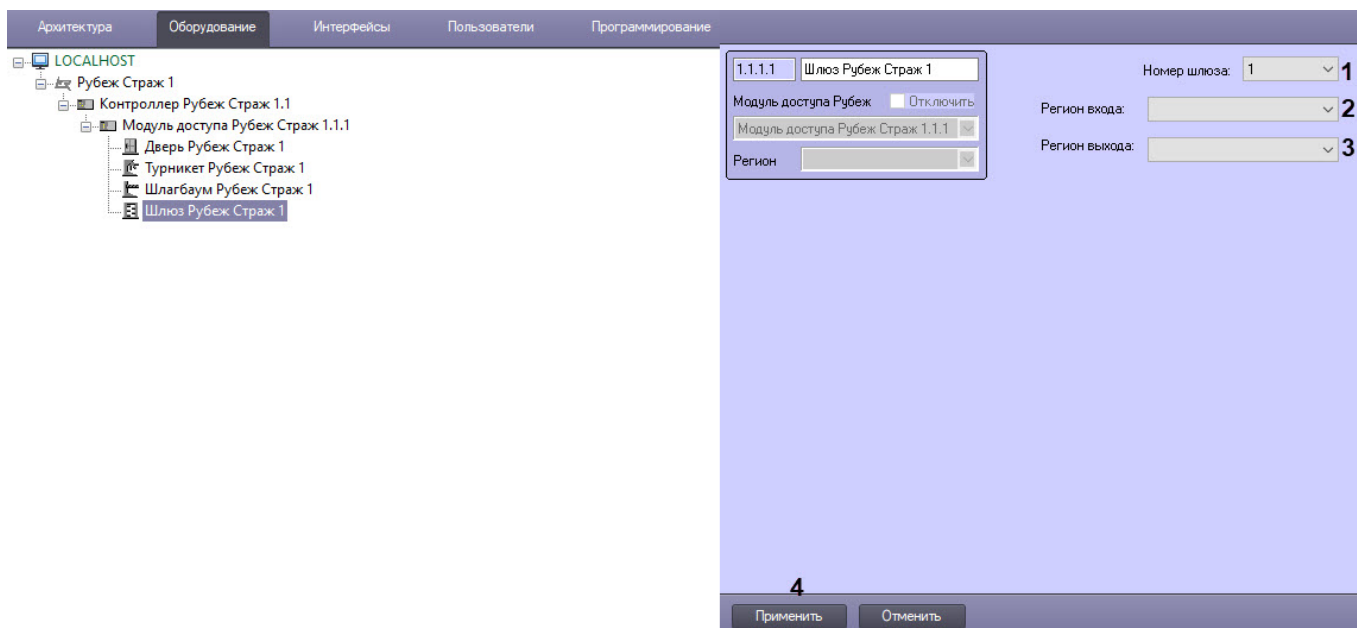 Архитектура Оборудование Интерфейсы Пользователи Программирование
LOCALHOST
Рубеж Страж 1
Контроллер Рубеж Страж 1.1
Модуль доступа Рубеж Страж 1.1.1
Дверь Рубеж Страж 1
Турникет Рубеж Страж 1
Шлагбаум Рубеж Страж 1
Шлюз Рубеж Страж 1
1.1.1.1 Шлюз Рубеж Страж 1
Модуль доступа Рубеж Отключить
Модуль доступа Рубеж Страж 1.1.1
Регион
Номер шлюза: 1 1
Регион входа: 2
Регион выхода: 3
4
Применить Отменить